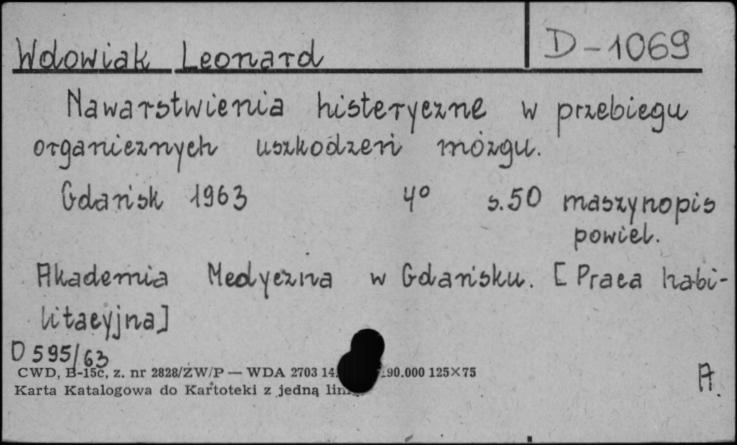 Wdowiak Leonard D-1069
Nawarstwienia histeryczne w przebiegu
organicznych uszkodzeń mózgu.
Gdańsk 1963 4° s.50 maszynopis
powiel.
Akademia Medyczna w Gdańsku. [Praca habi-
litacyjna]
D 595/63
CWD, B-15c, z. nr 2828/ZW/P — WDA 2703 90.000 125×75
Karta Katalogowa do Kartoteki z jedną
A.